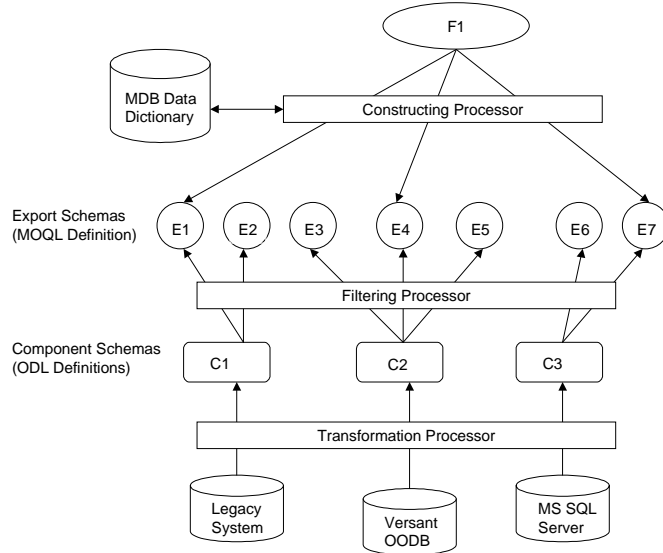 F1
MDB Data
Dictionary
Constructing Processor
Export Schemas
(MOQL Definition)
E1
E2
E3
E4
E5
E6
E7
Filtering Processor
Component Schemas
(ODL Definitions)
C1
C2
C3
Transformation Processor
Legacy
System
Versant
OODB
MS SQL
Server